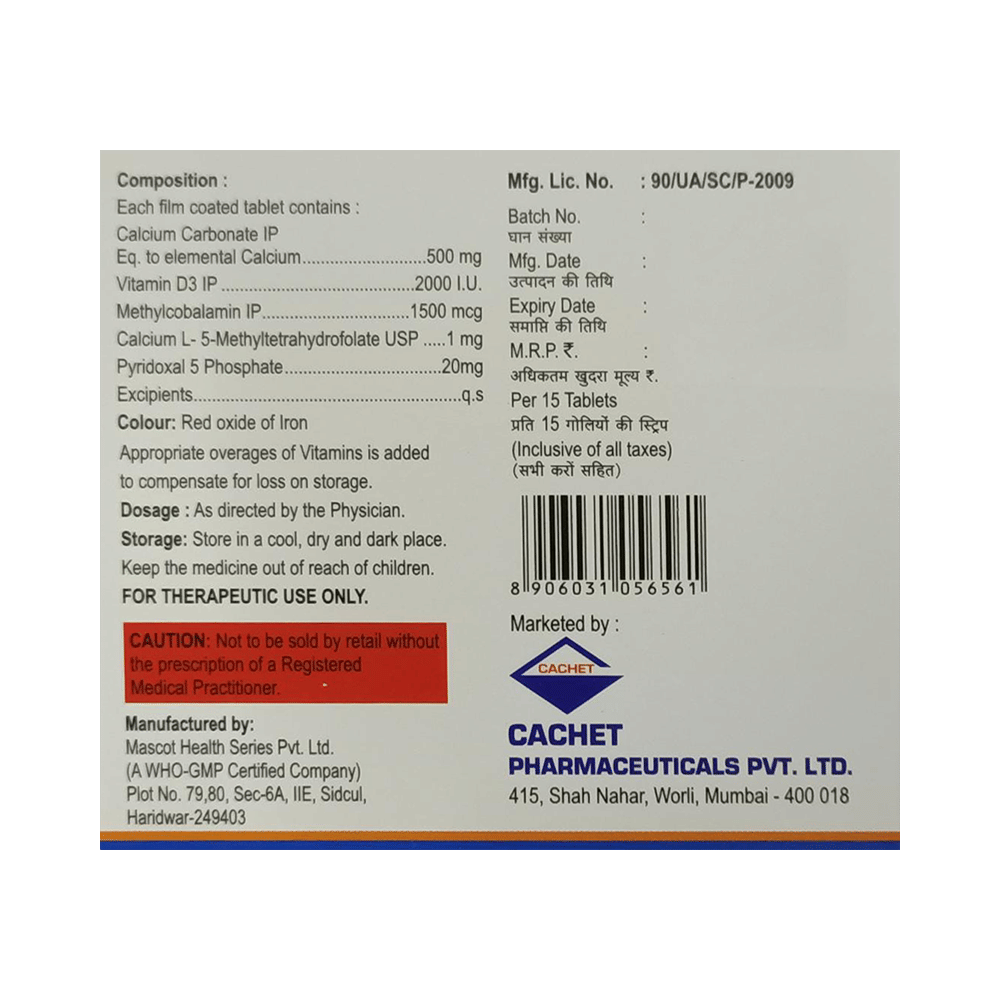 Composition :
Each film coated tablet contains :
Calcium Carbonate IP
Eq. to elemental Calcium..........................500 mg
Vitamin D3 IP .........................................2000 I.U.
Methylcobalamin IP...............................1500 mcg
Calcium L- 5-Methyltetrahydrofolate USP .....1 mg
Pyridoxal 5 Phosphate.................................20mg
Excipients........................................................q.s
Colour: Red oxide of Iron
Appropriate overages of Vitamins is added
to compensate for loss on storage.
Dosage : As directed by the Physician.
Storage: Store in a cool, dry and dark place.
Keep the medicine out of reach of children.
FOR THERAPEUTIC USE ONLY.
CAUTION: Not to be sold by retail without
the prescription of a Registered
Medical Practitioner.
Manufactured by:
Mascot Health Series Pvt. Ltd.
(A WHO-GMP Certified Company)
Plot No. 79,80, Sec-6A, IIE, Sidcul,
Haridwar-249403
Mfg. Lic. No. : 90/UA/SC/P-2009
Batch No. :
घान संख्या
Mfg. Date :
उत्पादन की तिथि
Expiry Date :
समाप्ति की तिथि
M.R.P. ₹. :
अधिकतम खुदरा मूल्य ₹.
Per 15 Tablets
प्रति 15 गोलियों की स्ट्रिप
(Inclusive of all taxes)
(सभी करों सहित)
8 906031 056561
Marketed by :
CACHET
CACHET
PHARMACEUTICALS PVT. LTD.
415, Shah Nahar, Worli, Mumbai - 400 018